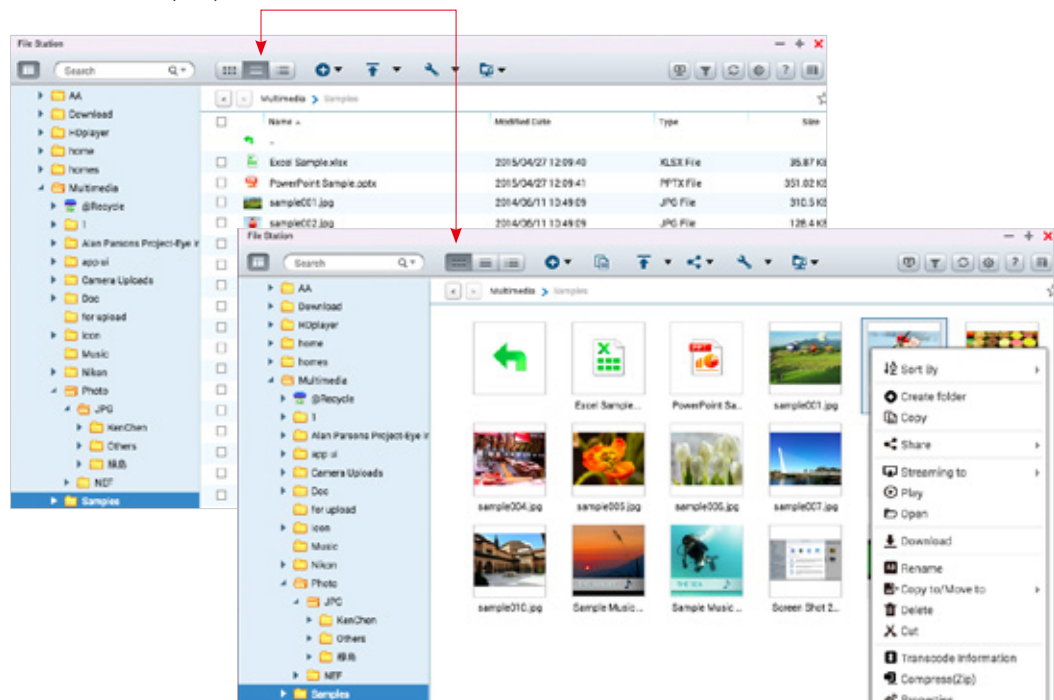 File Station
Search
AA
Download
HDplayer
home
homes
Multimedia
@Recycle
1
Alan Parsons Project-Eye in
app ui
Camera Uploads
Doc
for upload
icon
Music
Nikon
Photo
JPG
KenChen
Others
NEF
Samples
Multimedia Samples
Name Modified Date Type Size
Excel Sample.xlsx 2015/04/27 12:09:40 XLSX File 35.87 KB
PowerPoint Sample.pptx 2015/04/27 12:09:41 PPTX File 351.02 KB
sample001.jpg 2014/06/11 10:49:09 JPG File 310.5 KB
sample002.jpg 2014/06/11 10:49:09 JPG File 128.4 KB
File Station
Search
AA
Download
HDplayer
home
homes
Multimedia
@Recycle
1
Alan Parsons Project-Eye in
app ui
Camera Uploads
Doc
for upload
icon
Music
Nikon
Photo
JPG
KenChen
Others
NEF
Samples
Multimedia Samples
Excel Sample... PowerPoint Sa... sample001.jpg
sample004.jpg sample005.jpg sample006.jpg sample007.jpg
sample010.jpg Sample Music ... Sample Music ... Screen Shot 2...
Sort By
Create folder
Copy
Share
Streaming to
Play
Open
Download
Rename
Copy to/Move to
Delete
Cut
Transcode Information
Compress(Zip)
Properties